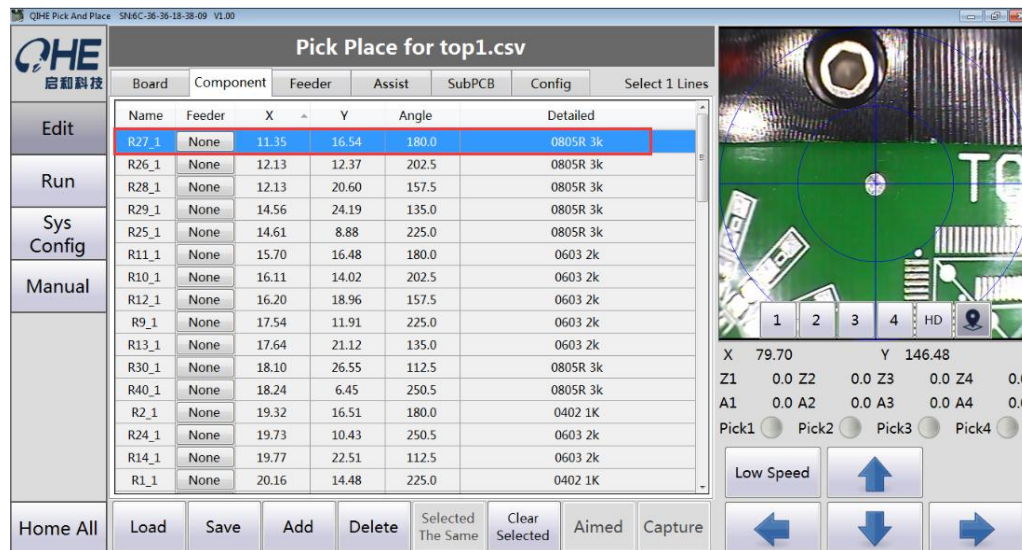 QIHE Pick And Place SN:6C-36-36-18-38-09 V1.00
QHE
启和科技
Pick Place for top1.csv
Board Component Feeder Assist SubPCB Config Select 1 Lines
Name Feeder X Y Angle Detailed
R27_1 None 11.35 16.54 180.0 0805R 3k
R26_1 None 12.13 12.37 202.5 0805R 3k
R28_1 None 12.13 20.60 157.5 0805R 3k
R29_1 None 14.56 24.19 135.0 0805R 3k
R25_1 None 14.61 8.88 225.0 0805R 3k
R11_1 None 15.70 16.48 180.0 0603 2k
R10_1 None 16.11 14.02 202.5 0603 2k
R12_1 None 16.20 18.96 157.5 0603 2k
R9_1 None 17.54 11.91 225.0 0603 2k
R13_1 None 17.64 21.12 135.0 0603 2k
R30_1 None 18.10 26.55 112.5 0805R 3k
R40_1 None 18.24 6.45 250.5 0805R 3k
R2_1 None 19.32 16.51 180.0 0402 1K
R24_1 None 19.73 10.43 250.5 0603 2k
R14_1 None 19.77 22.51 112.5 0603 2k
R1_1 None 20.16 14.48 225.0 0402 1K
Edit
Run
Sys
Config
Manual
Home All
Load Save Add Delete Selected
The Same Clear
Selected Aimed Capture
1 2 3 4 HD
X 79.70 Y 146.48
Z1 0.0 Z2 0.0 Z3 0.0 Z4 0.
A1 0.0 A2 0.0 A3 0.0 A4 0.
Pick1 Pick2 Pick3 Pick4
Low Speed